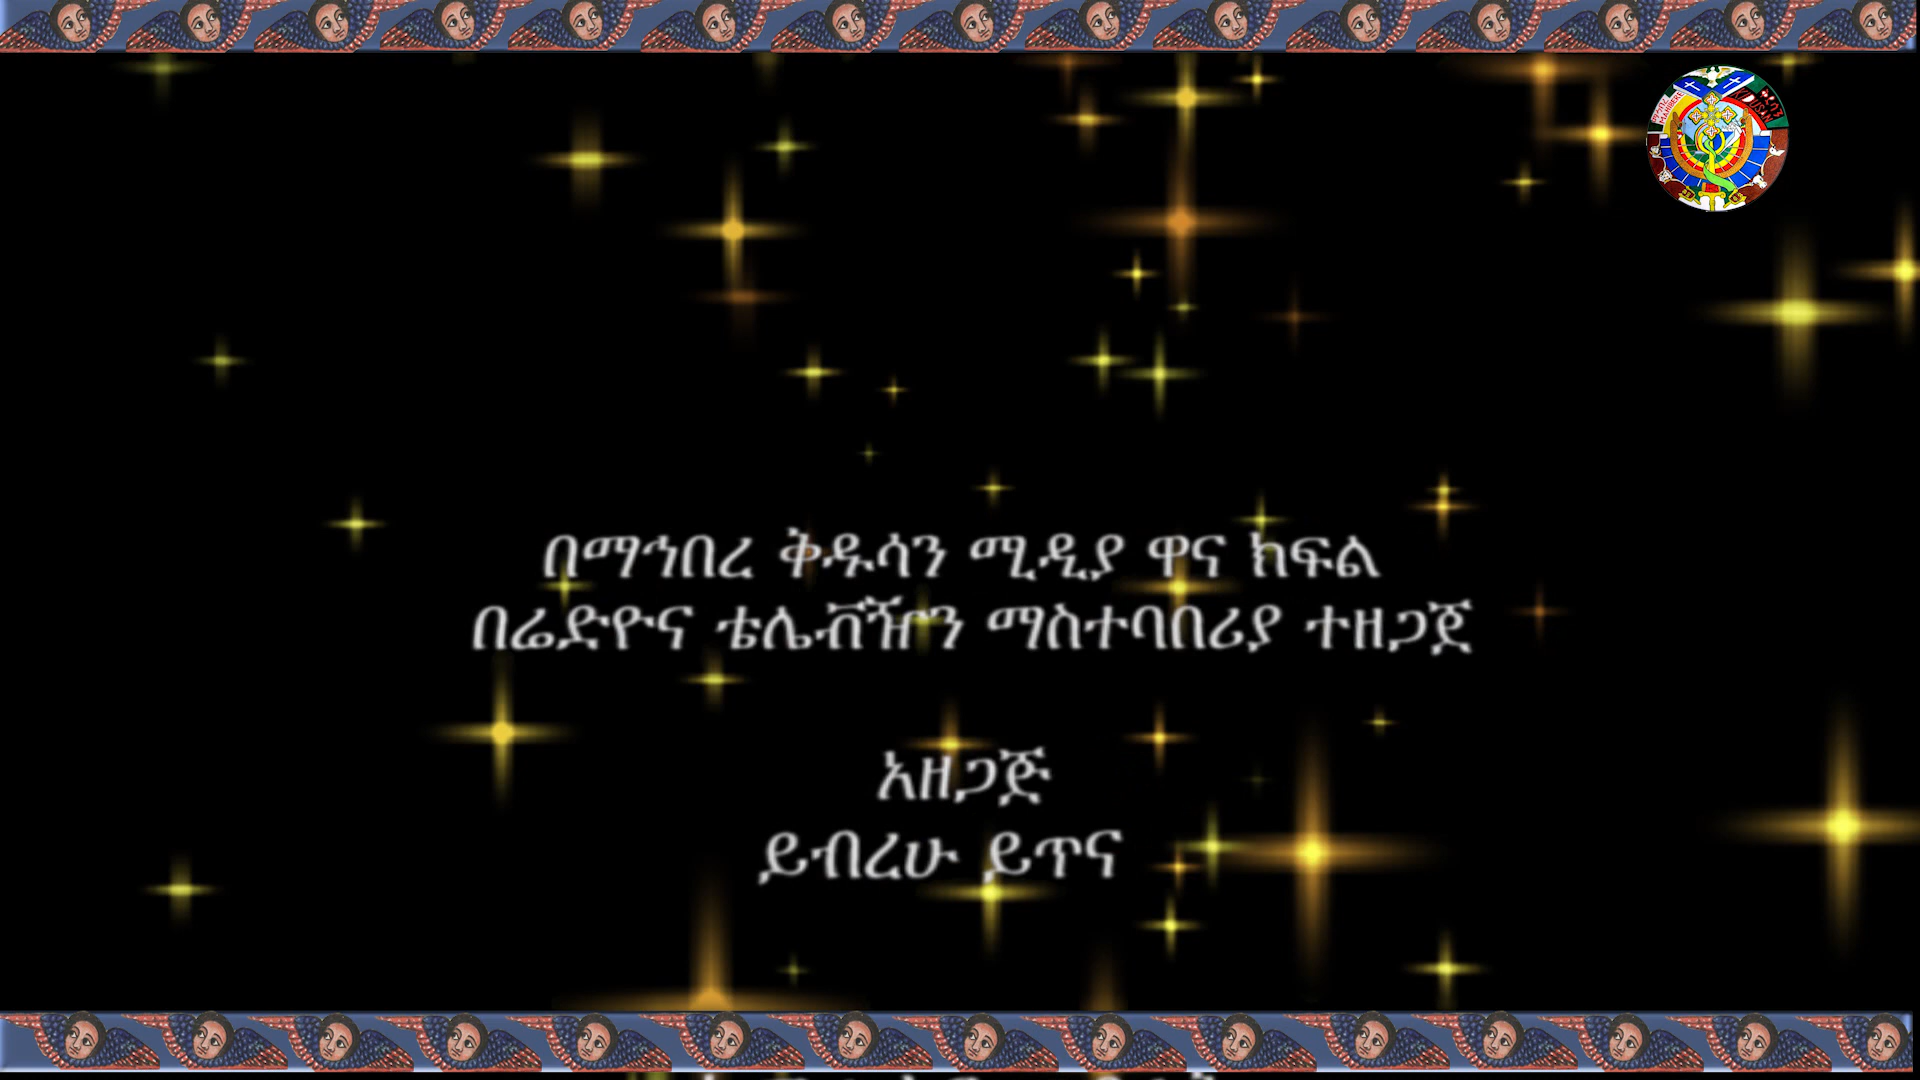 በማኅበረ ቅዱሳን ሚዲያ ዋና ክፍል
በሬድዮና ቴሌቭዥን ማስተባበሪያ ተዘጋጀ
አዘጋጅ
ይብረሁ ይጥና